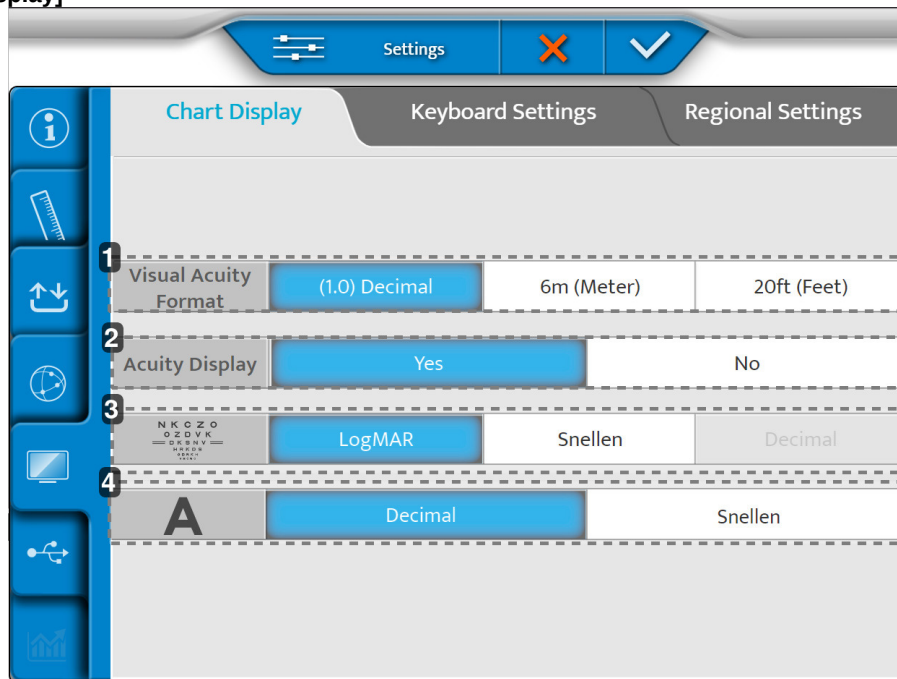 play]
Settings
Chart Display
Keyboard Settings
Regional Settings
1
Visual Acuity Format
(1.0) Decimal
6m (Meter)
20ft (Feet)
2
Acuity Display
Yes
No
3
N K C Z O
O Z D V K
D K S N V
H R K D S
LogMAR
Snellen
Decimal
4
A
Decimal
Snellen